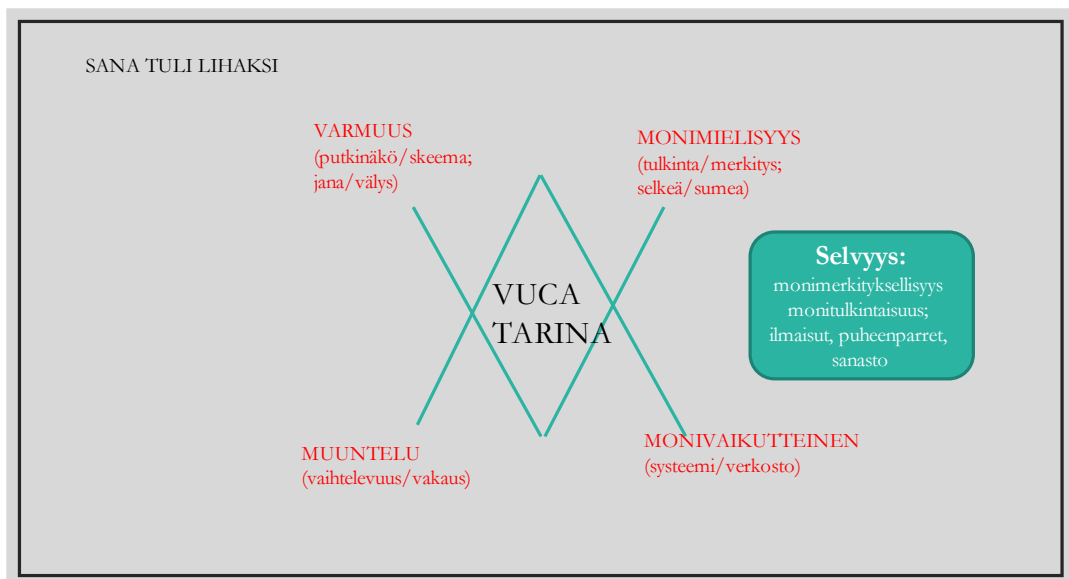 SANA TULI LIHAKSI
VARMUUS
(putkinäkö/skeema;
jana/välys)
MONIMIELISYYS
(tulkinta/merkitys;
selkeä/sumea)
VUCA
TARINA
Selvyys:
monimerkityksellisyys
monitulkintaisuus;
ilmaisut, puheenparret,
sanasto
MUUNTELU
(vaihtelevuus/vakaus)
MONIVAIKUTTEINEN
(systeemi/verkosto)